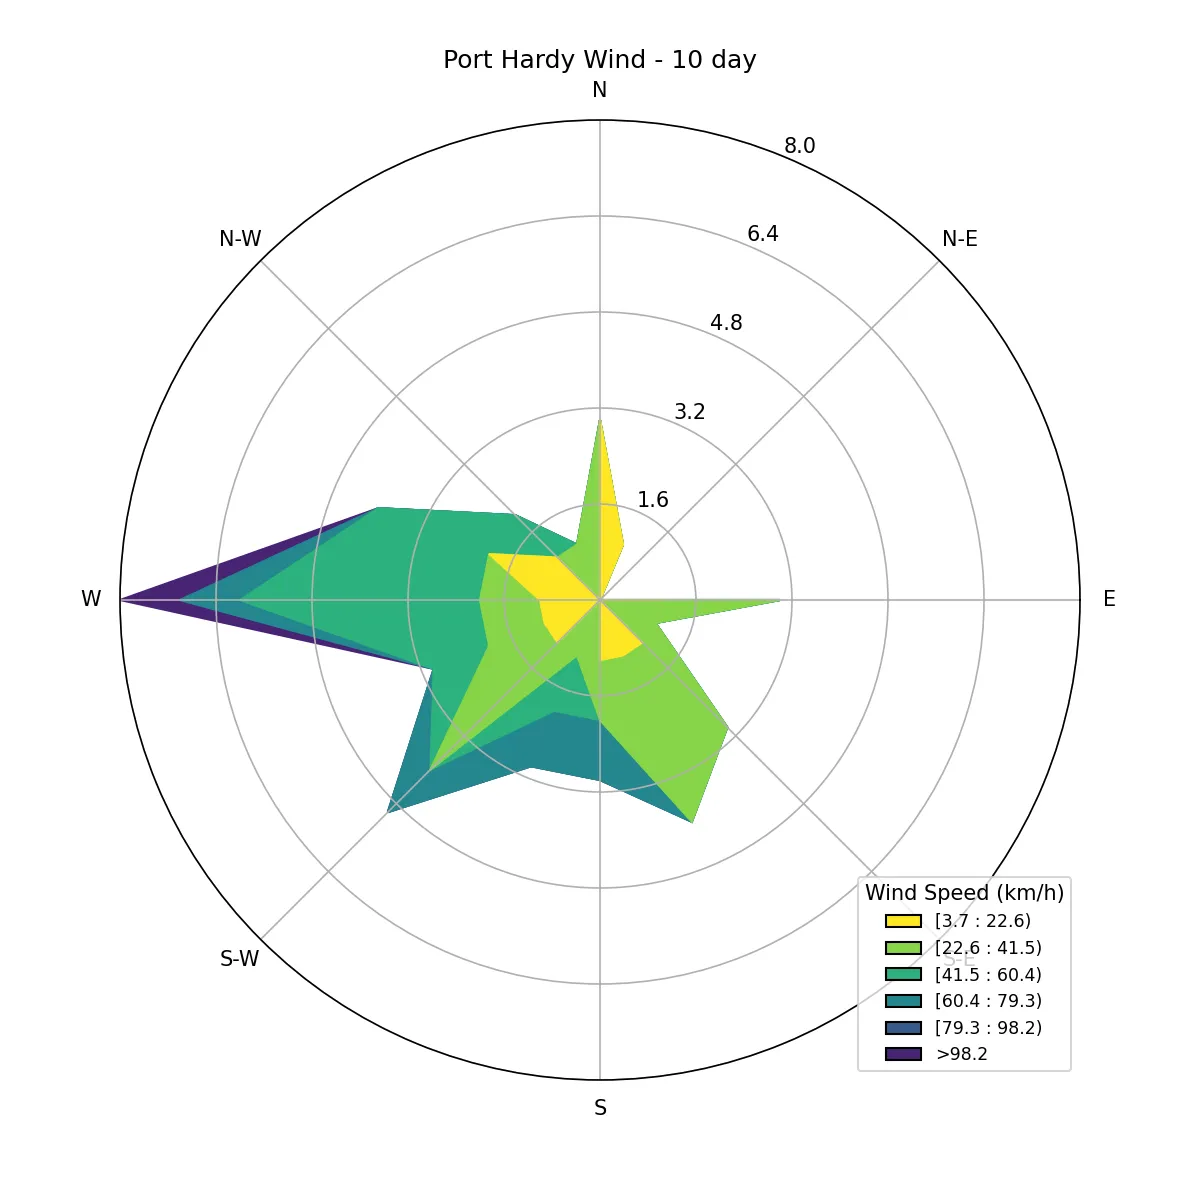 Port Hardy Wind - 10 day
N
8.0
N-W
6.4
N-E
4.8
3.2
1.6
W
E
Wind Speed (km/h)
[3.7 : 22.6)
[22.6 : 41.5)
S-W
S-E
[41.5 : 60.4)
[60.4 : 79.3)
[79.3 : 98.2)
>98.2
S